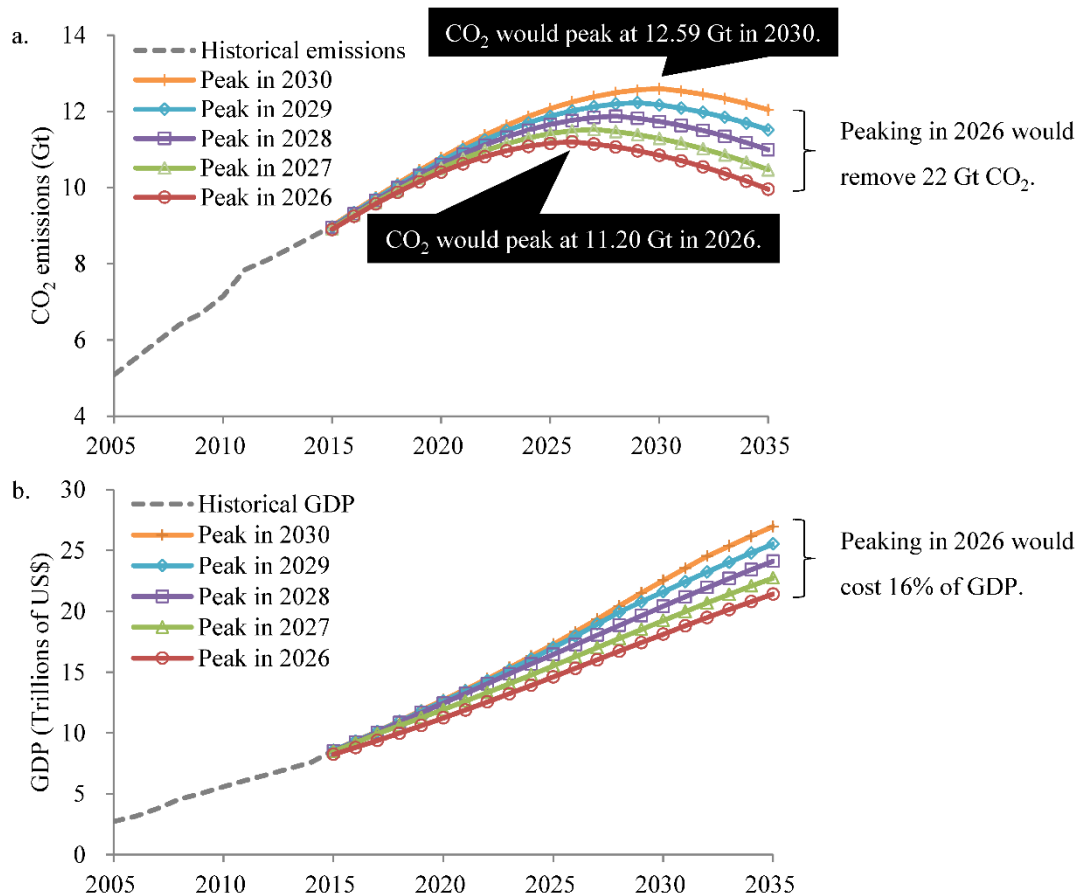 a.
CO₂ would peak at 12.59 Gt in 2030.
14
12
10
8
6
4
CO₂ emissions (Gt)
Historical emissions
Peak in 2030
Peak in 2029
Peak in 2028
Peak in 2027
Peak in 2026
Peaking in 2026 would
remove 22 Gt CO₂.
CO₂ would peak at 11.20 Gt in 2026.
2005 2010 2015 2020 2025 2030 2035
b.
30
25
20
15
10
5
0
GDP (Trillions of US$)
Historical GDP
Peak in 2030
Peak in 2029
Peak in 2028
Peak in 2027
Peak in 2026
Peaking in 2026 would
cost 16% of GDP.
2005 2010 2015 2020 2025 2030 2035